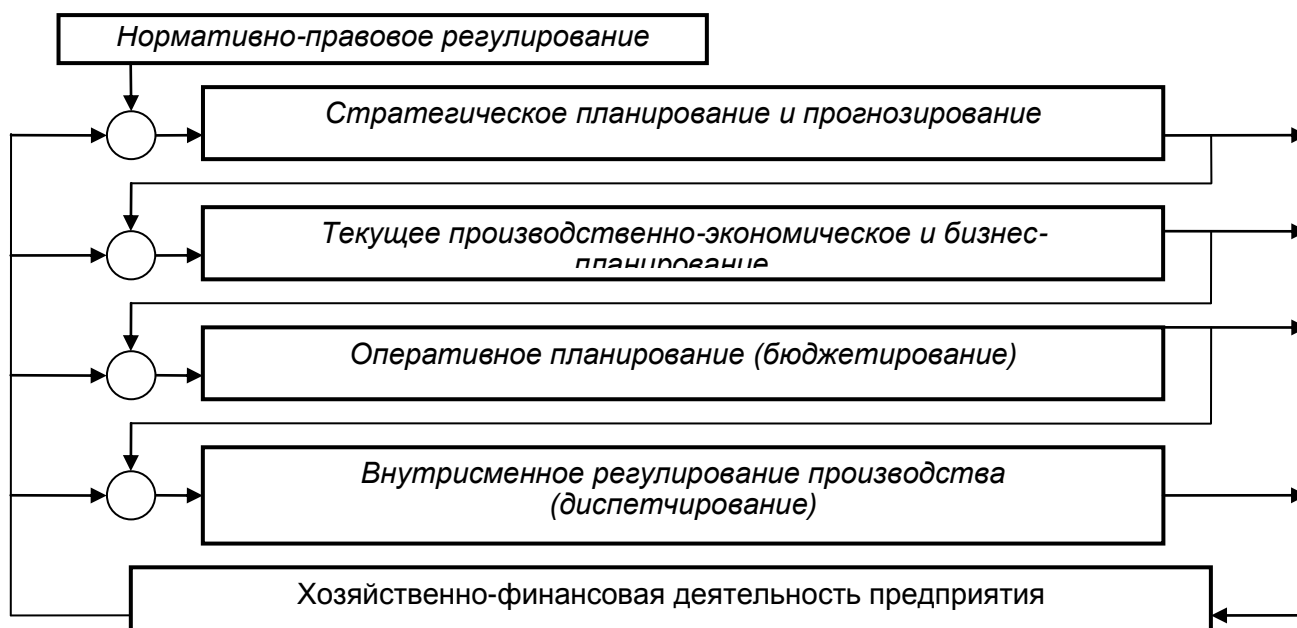 Нормативно-правовое регулирование
Стратегическое планирование и прогнозирование
Текущее производственно-экономическое и бизнес-
планирование
Оперативное планирование (бюджетирование)
Внутрисменное регулирование производства
(диспетчирование)
Хозяйственно-финансовая деятельность предприятия